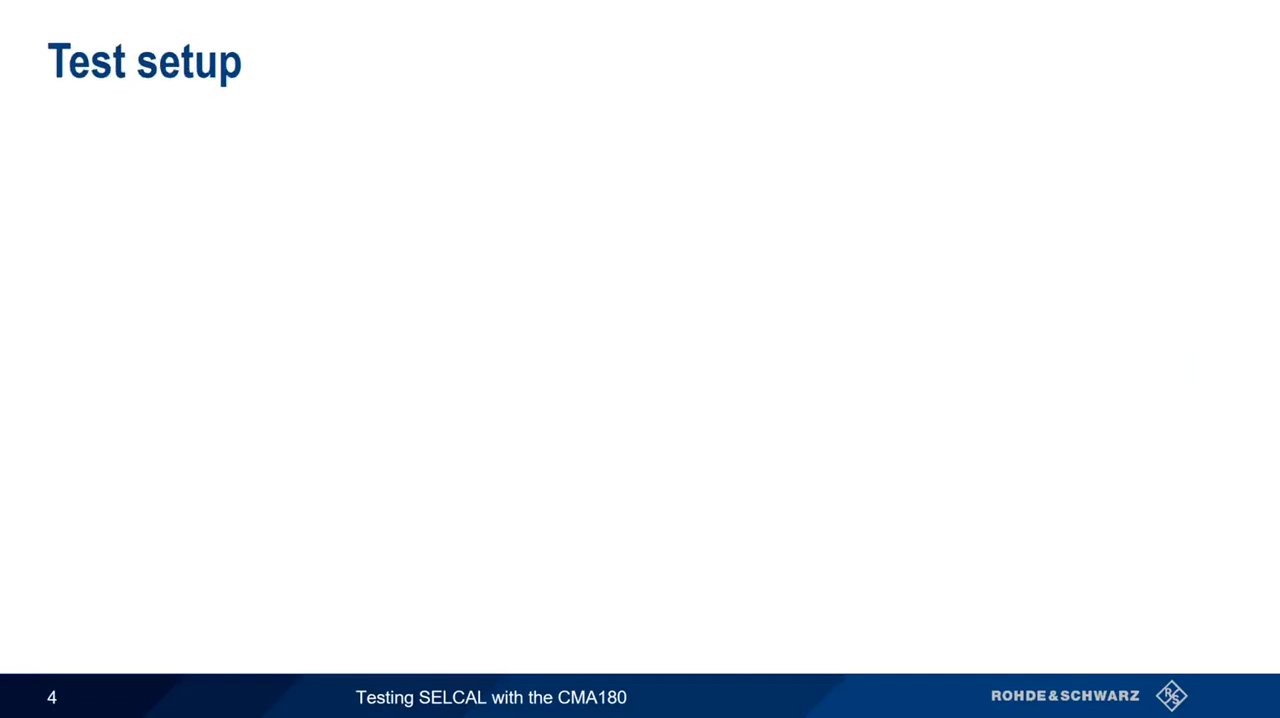 Test setup
4
Testing SELCAL with the CMA180
ROHDE&SCHWARZ
R
S